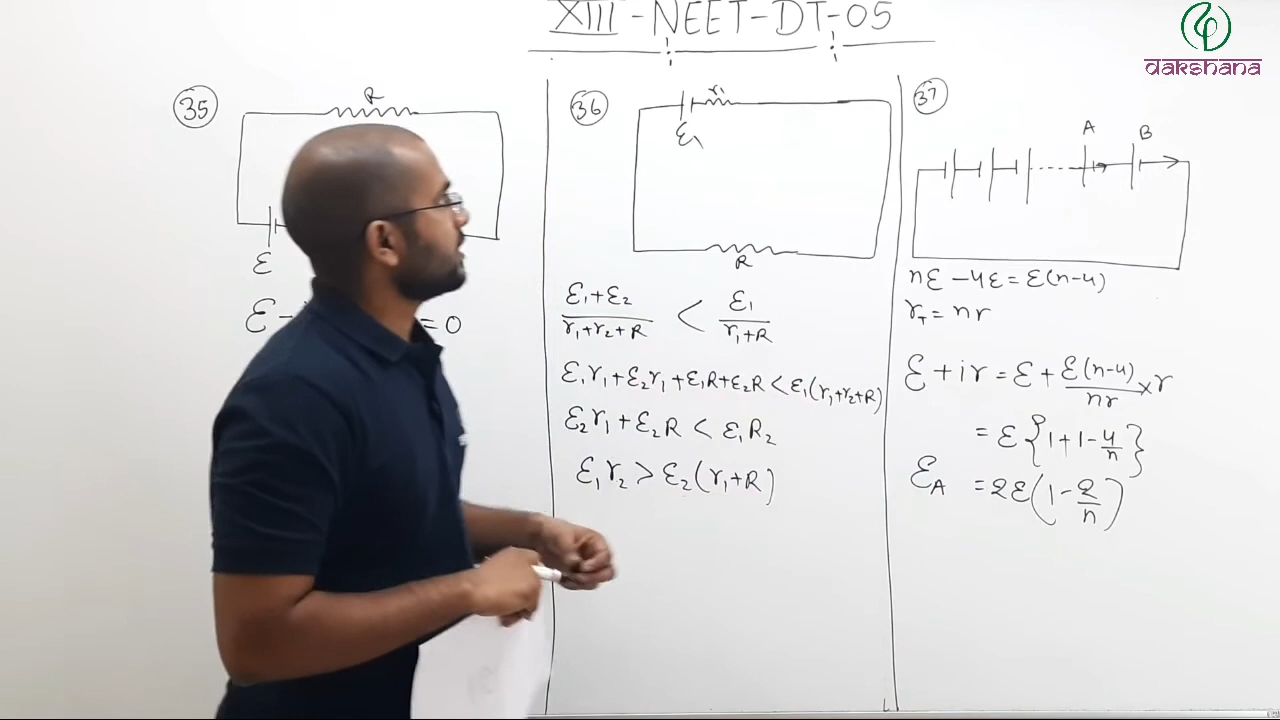 XIII - NEET - DT - 05
dakshana
35
R
ε
ε -
= 0
36
r₁
ε₁
R
ε₁+ε₂ / r₁+r₂+R < ε₁ / r₁+R
ε₁r₁+ε₂r₁+ε₁R+ε₂R<ε₁(r₁+r₂+R)
ε₂r₁+ε₂R < ε₁R₂
ε₁r₂ > ε₂(r₁+R)
37
A B
nε - 4ε = ε(n-4)
r_T = nr
ε + ir = ε + ε(n-4) / nr × r
= ε{1+1-4/n}
ε_A = 2ε(1-2/n)